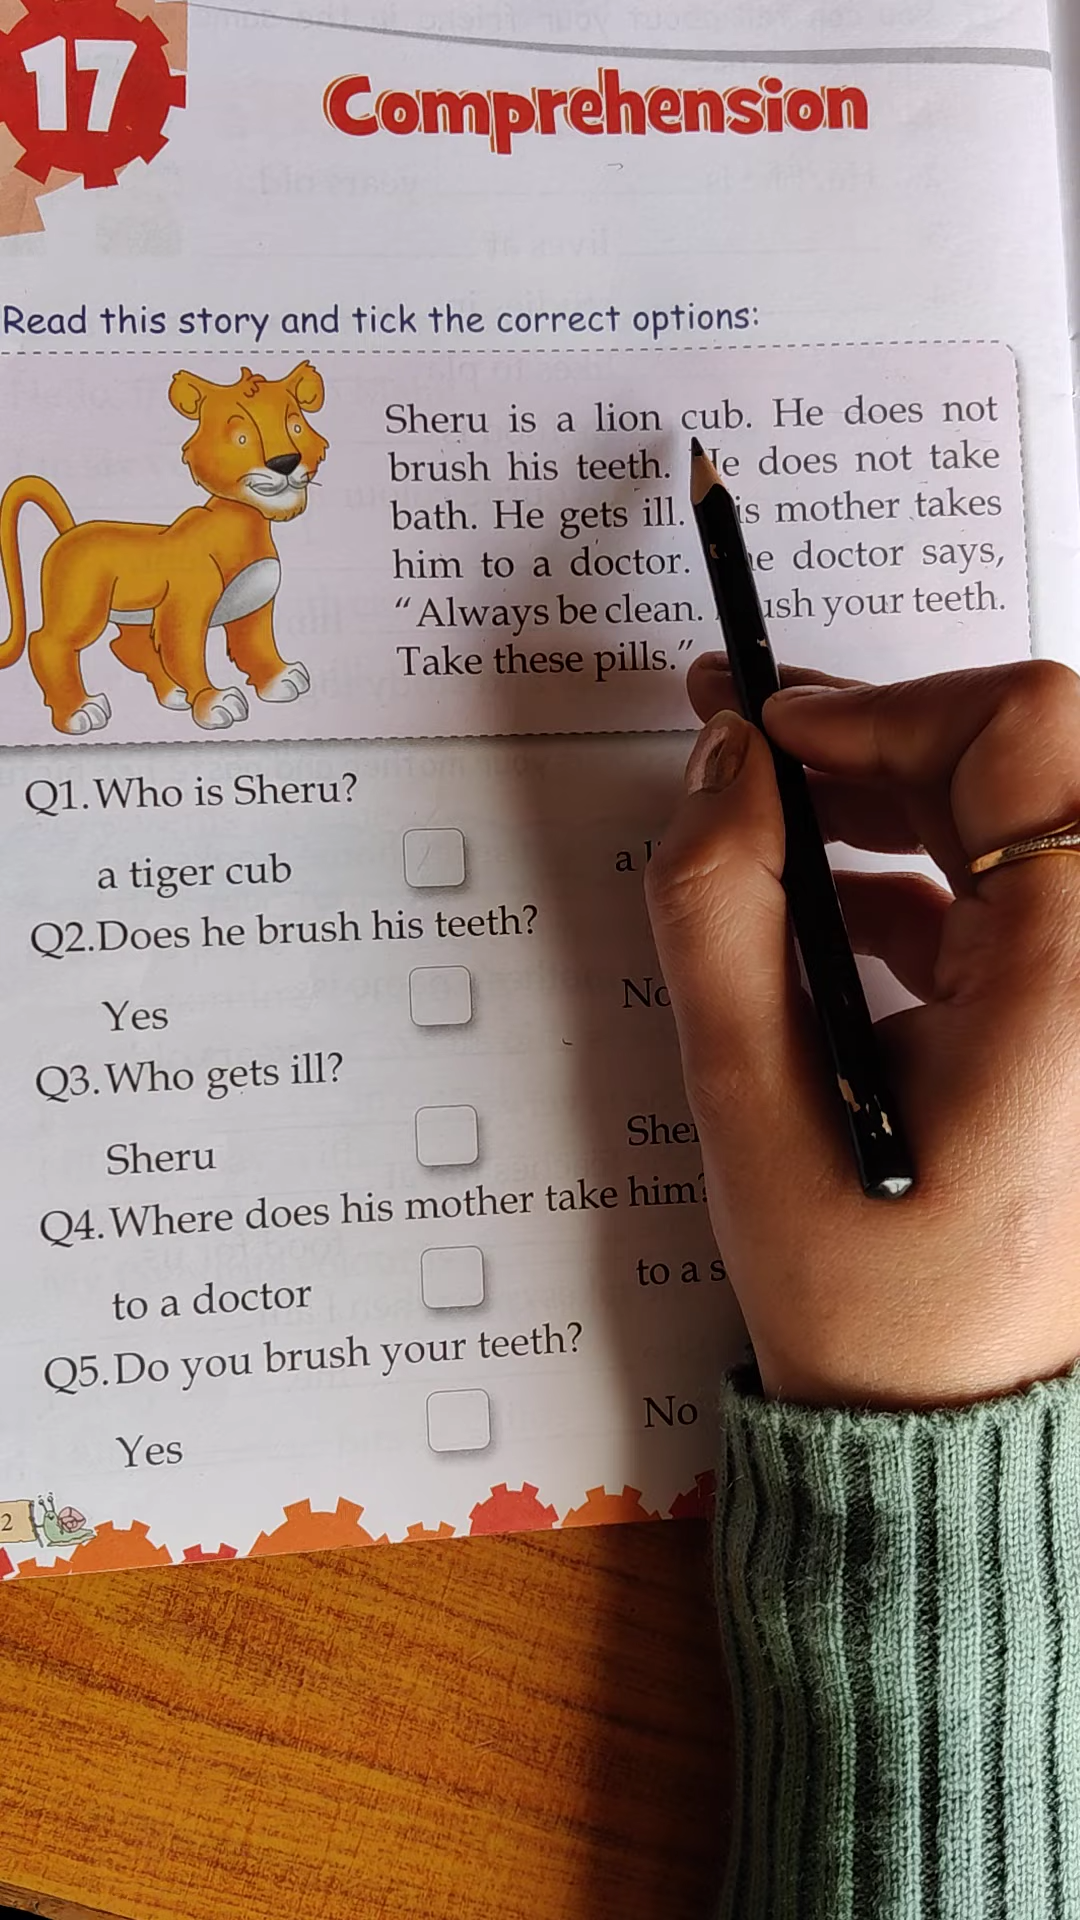 17
Comprehension
Read this story and tick the correct options:
Sheru is a lion cub. He does not
brush his teeth. He does not take
bath. He gets ill. mother takes
him to a doctor. doctor says,
“Always be clean. your teeth.
Take these pills.”
Q1. Who is Sheru?
a tiger cub a
Q2. Does he brush his teeth?
Yes
Q3. Who gets ill?
Sheru
Q4. Where does his mother take him?
to a doctor to a
Q5. Do you brush your teeth?
Yes No
2